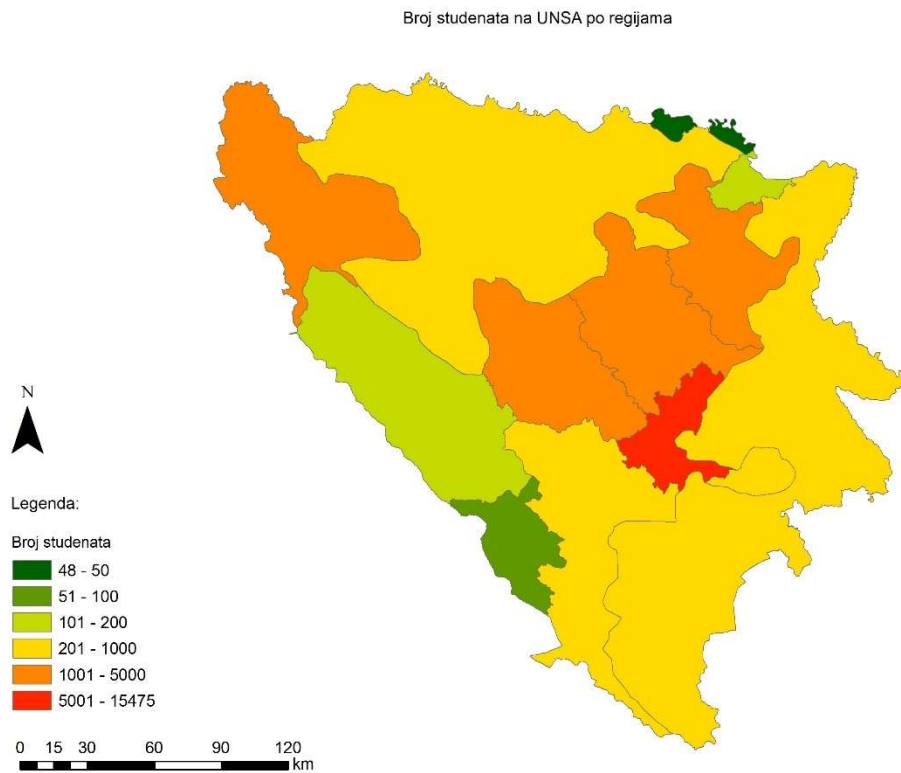 Broj studenata na UNSA po regijama
N
Legenda:
Broj studenata
48 - 50
51 - 100
101 - 200
201 - 1000
1001 - 5000
5001 - 15475
0 15 30 60 90 120
km